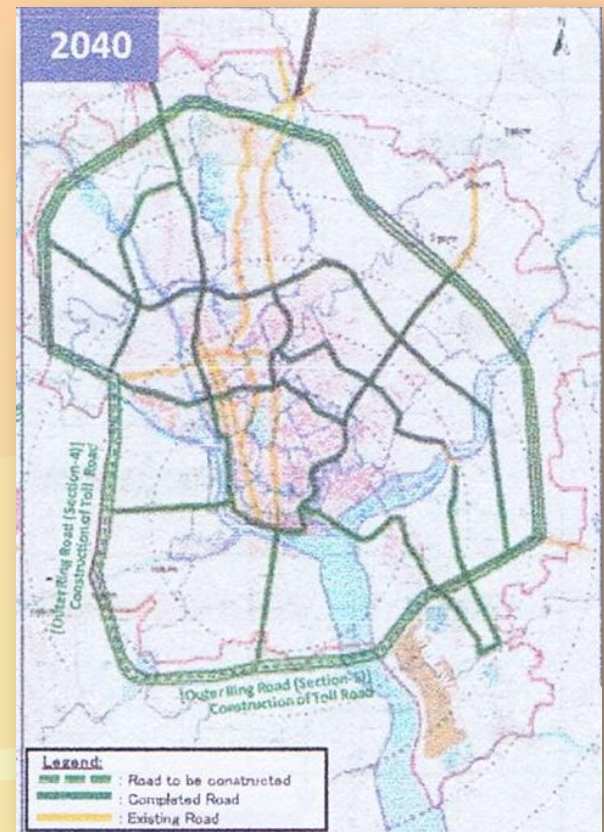 2040
[Outer Ring Road (Section-4)]
Construction of Toll Road
[Outer Ring Road (Section-5)]
Construction of Toll Road
Legend:
: Road to be constructed
: Completed Road
: Existing Road